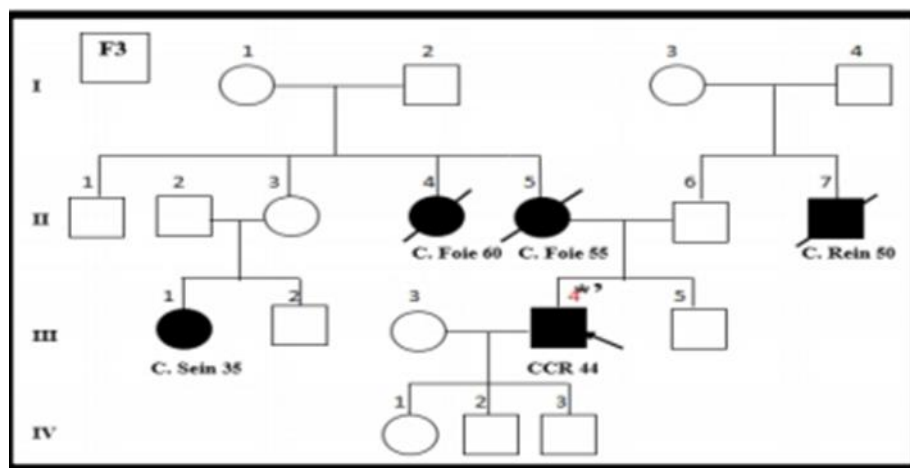 F3
1 2 3 4
I
1 2 3 4 5 6 7
II
C. Foie 60 C. Foie 55 C. Rein 50
1 2 3 4*’ 5
III
C. Sein 35 CCR 44
1 2 3
IV